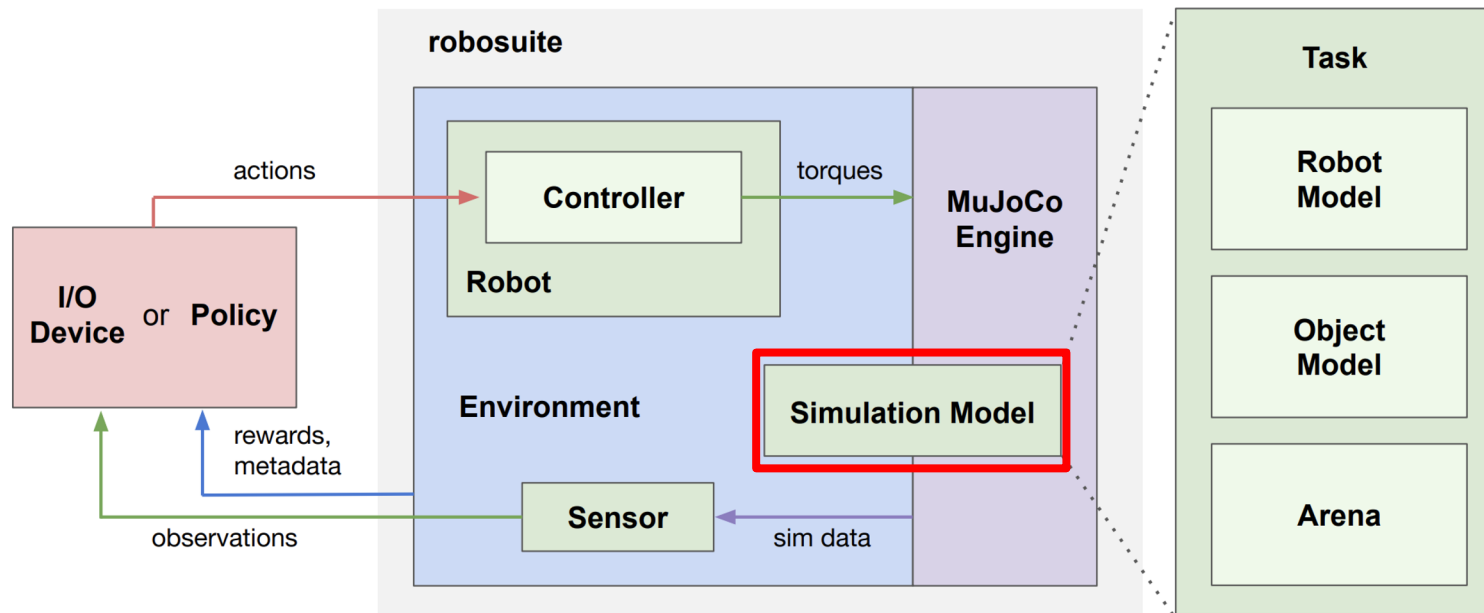 robosuite
Task
actions
Controller
torques
MuJoCo
Engine
Robot
Robot
Model
I/O
Device
or
Policy
Environment
Simulation Model
Object
Model
rewards,
metadata
Sensor
observations
sim data
Arena